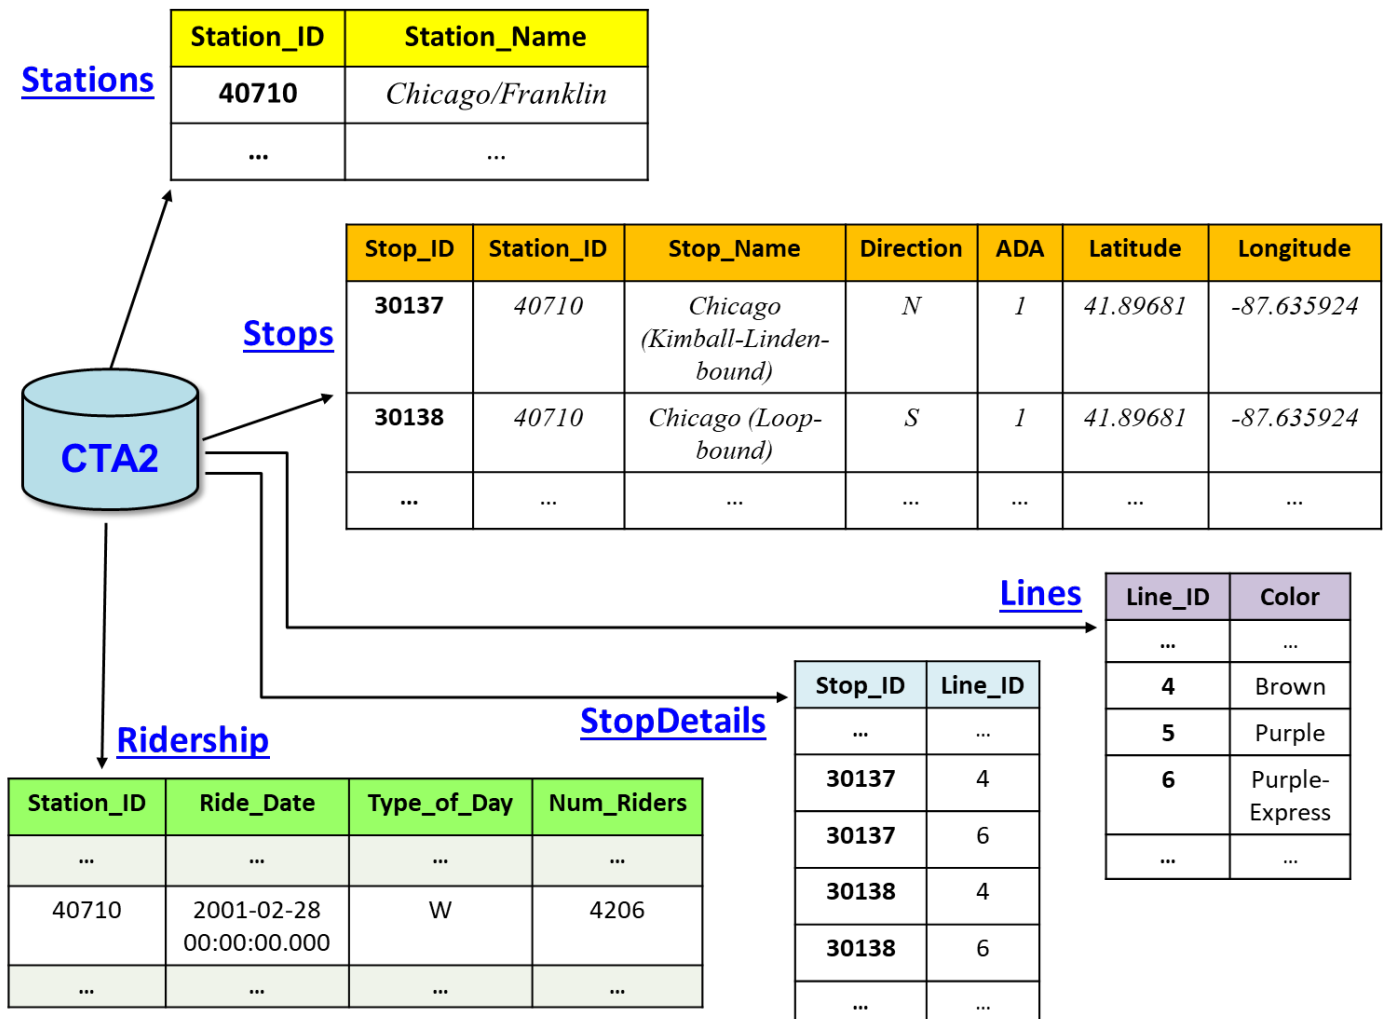 Stations
Station_ID Station_Name
40710 Chicago/Franklin
... ...
Stops
Stop_ID Station_ID Stop_Name Direction ADA Latitude Longitude
30137 40710 Chicago N 1 41.89681 -87.635924
(Kimball-Linden-
bound)
30138 40710 Chicago (Loop- S 1 41.89681 -87.635924
bound)
... ... ... ... ... ... ...
CTA2
Lines
Line_ID Color
... ...
4 Brown
5 Purple
6 Purple-
Express
... ...
StopDetails
Stop_ID Line_ID
... ...
30137 4
30137 6
30138 4
30138 6
... ...
Ridership
Station_ID Ride_Date Type_of_Day Num_Riders
... ... ... ...
40710 2001-02-28 W 4206
00:00:00.000
... ... ... ...